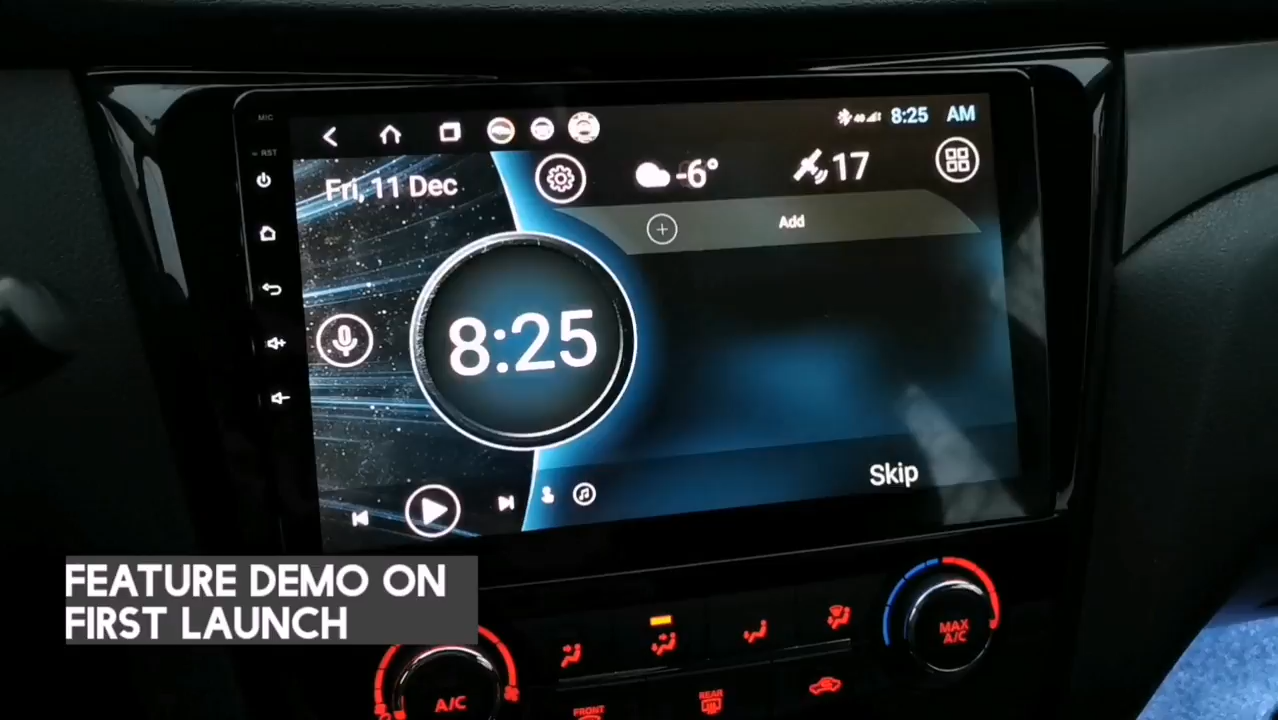 MIC
RST
8:25 AM
Fri, 11 Dec
-6°
17
Add
8:25
Skip
FEATURE DEMO ON
FIRST LAUNCH
MAX
A/C
A/C
FRONT
REAR